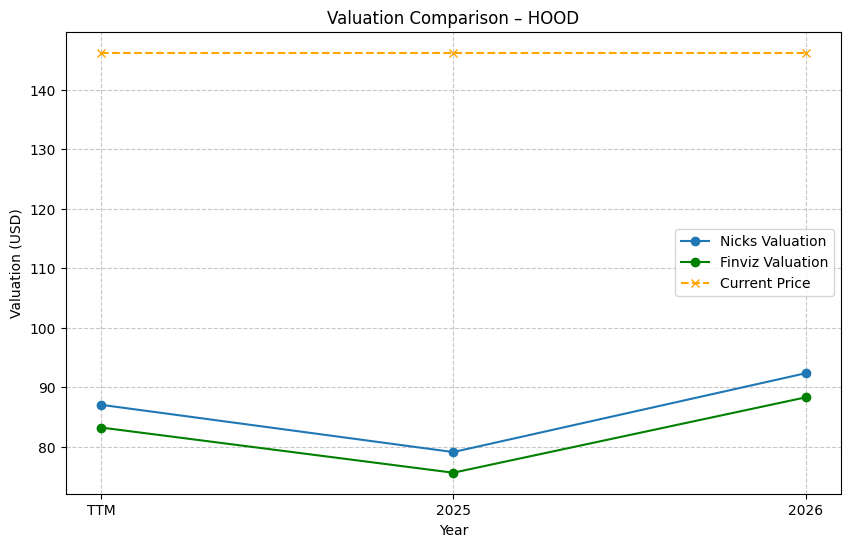 Valuation Comparison – HOOD
Valuation (USD)
140
130
120
110
100
90
80
Nicks Valuation
Finviz Valuation
Current Price
TTM
2025
2026
Year